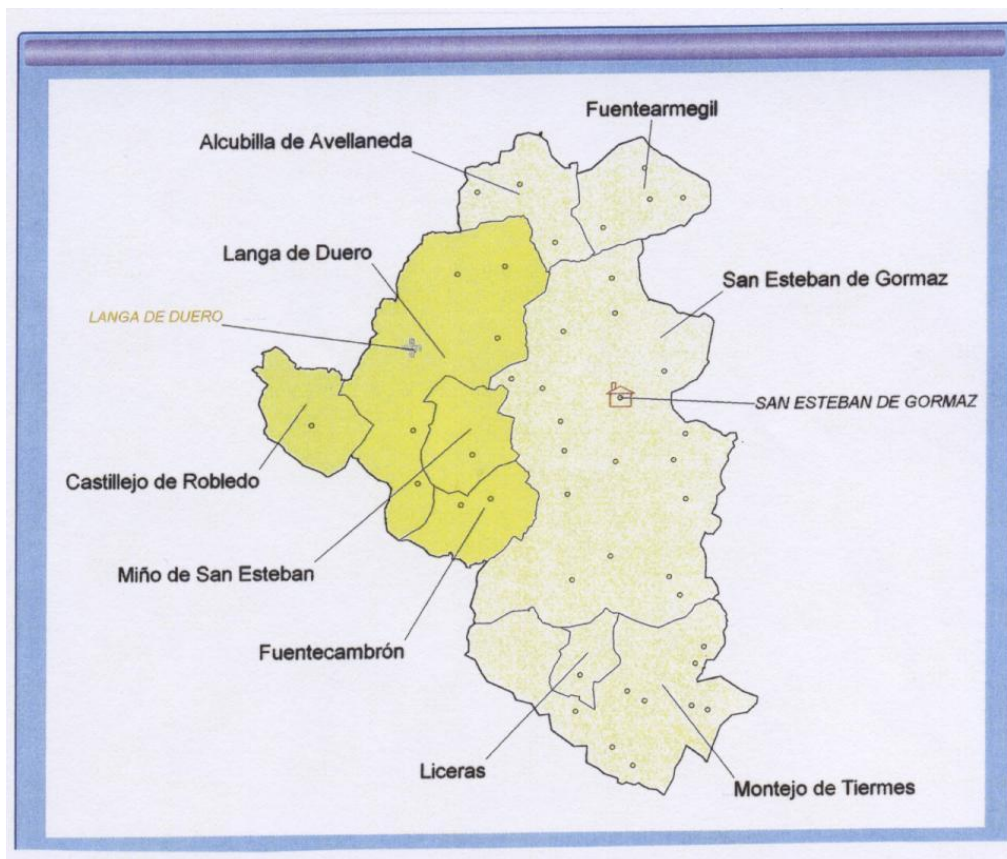 Fuentearmegil
Alcubilla de Avellaneda
Langa de Duero
San Esteban de Gormaz
LANGA DE DUERO
SAN ESTEBAN DE GORMAZ
Castillejo de Robledo
Miño de San Esteban
Fuentecambrón
Liceras
Montejo de Tiermes